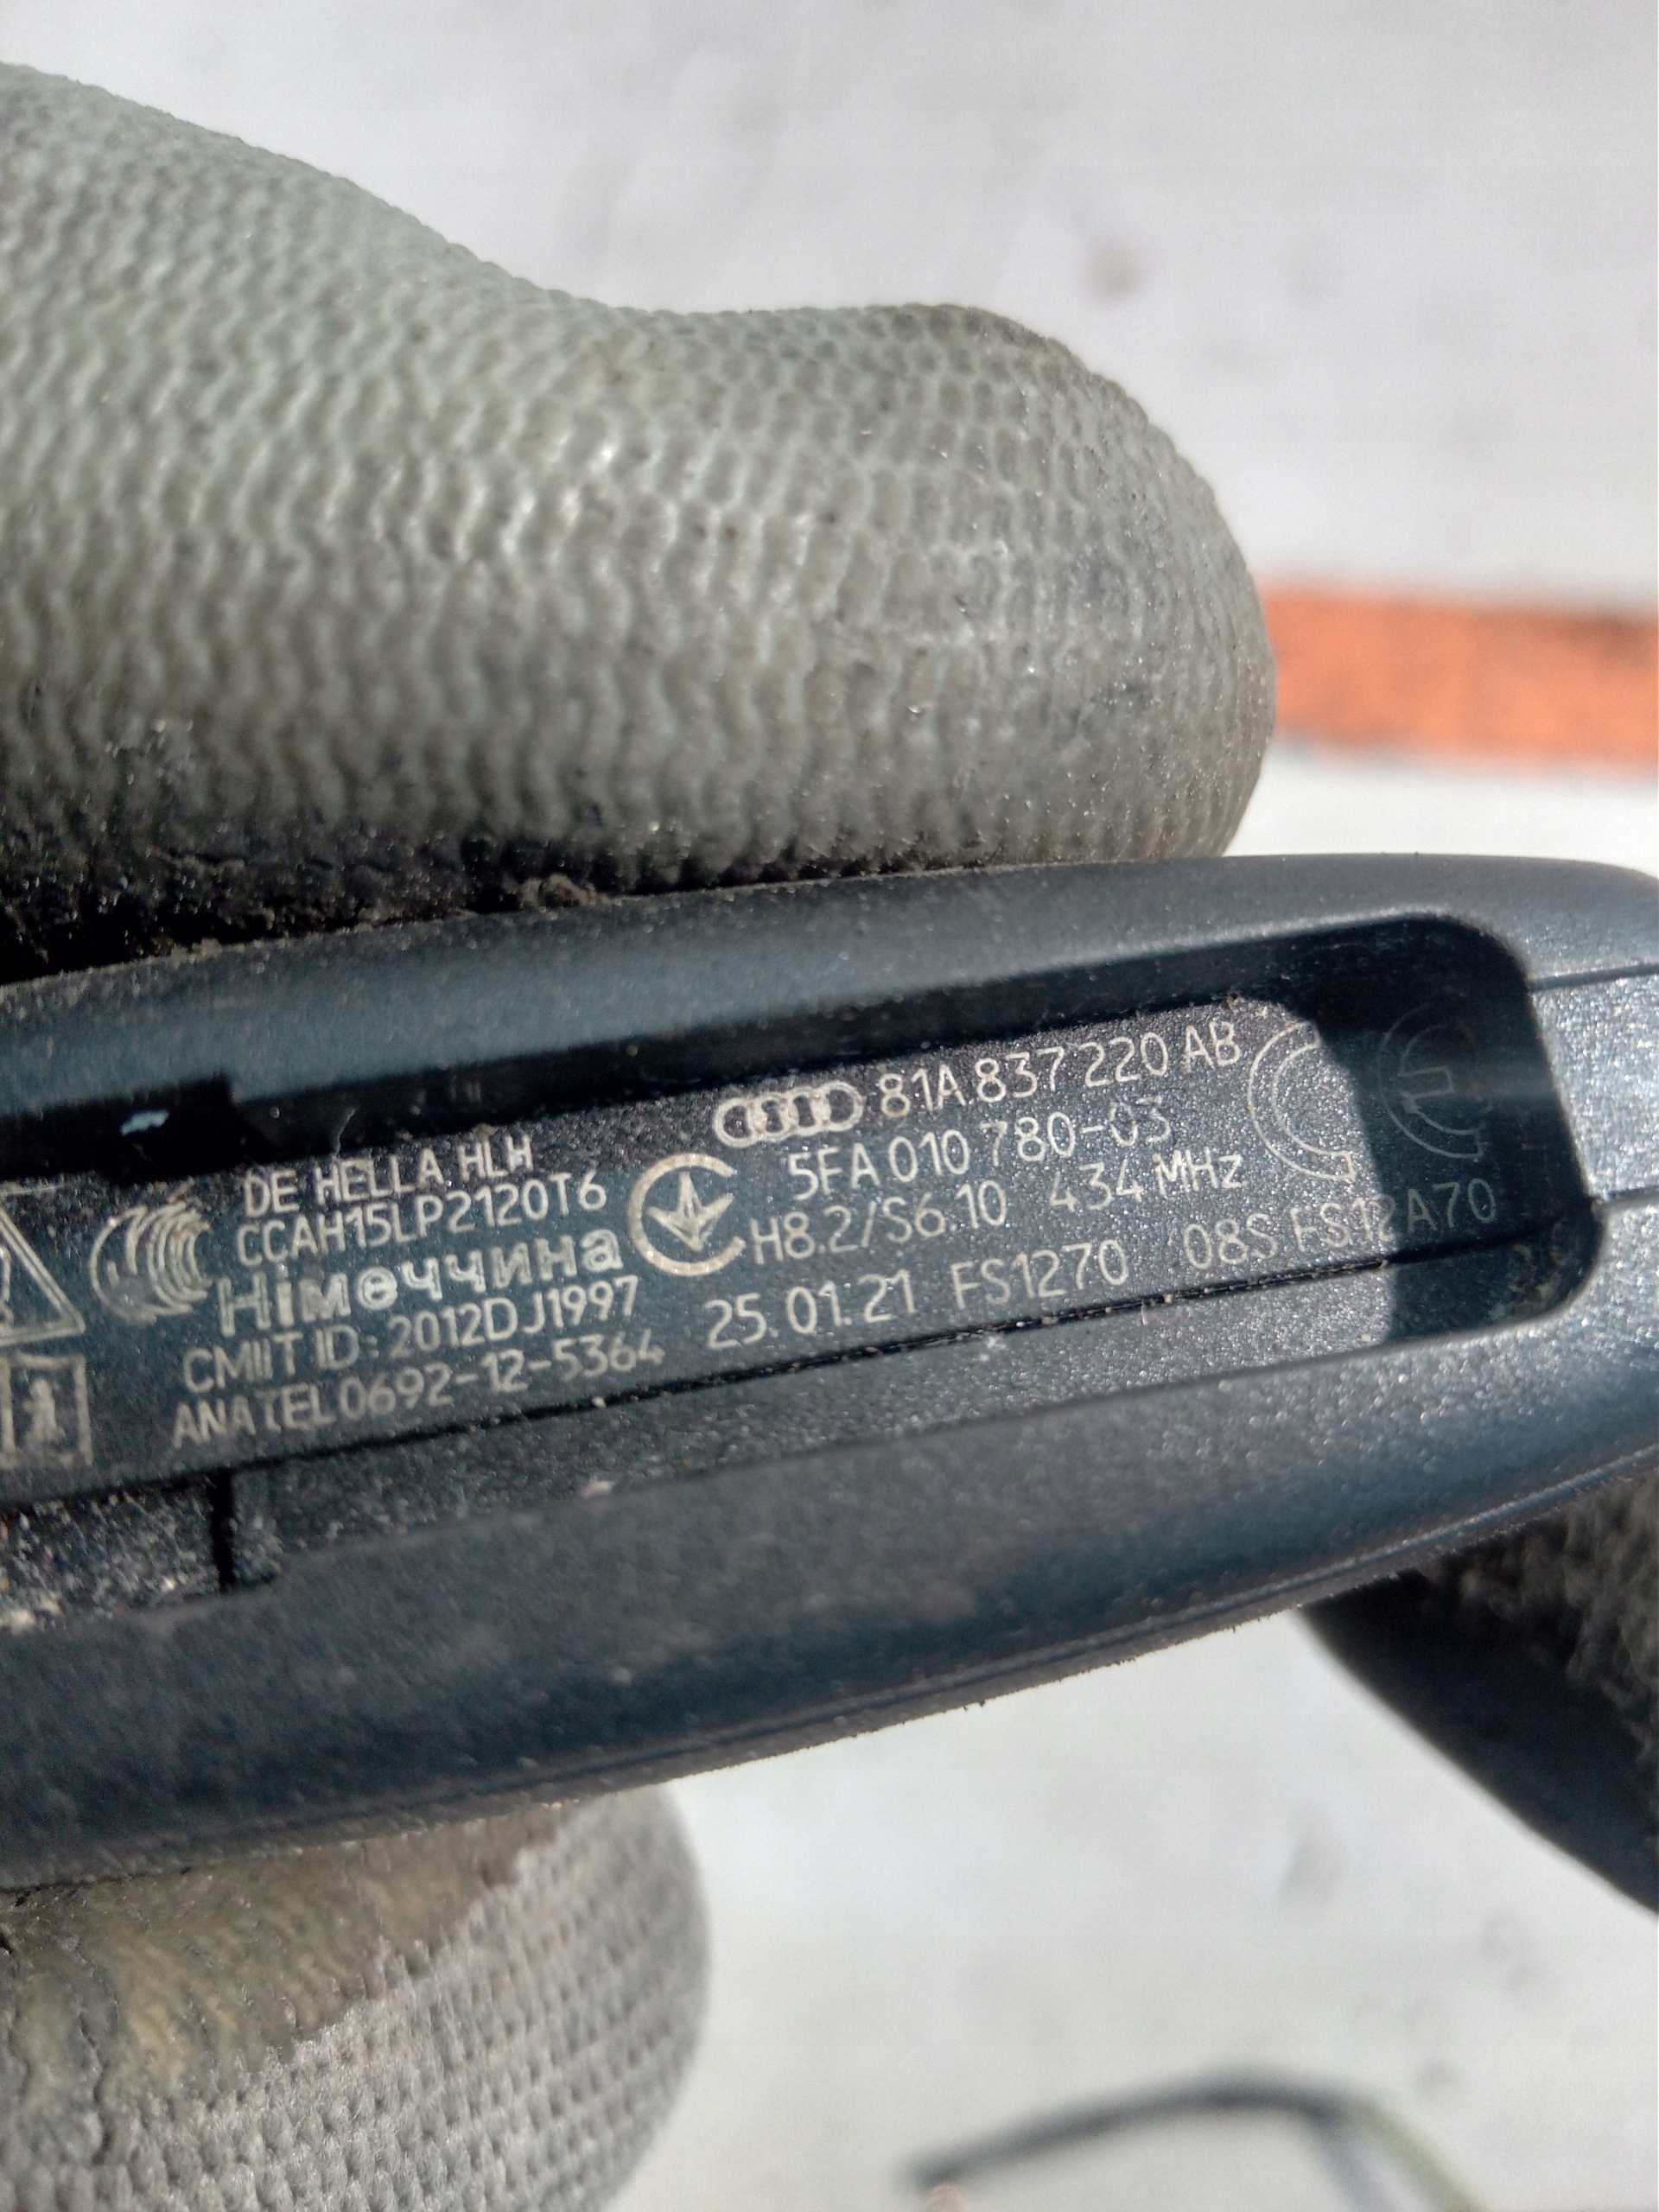 81A 837 220 AB
5FA 010 780-03
H8.2/S6.10 434 MHz
25.01.21 FS1270 08S FS12A70
DE HELLA HLH
CCAH15LP2120T6
Німеччина
CMIIT ID: 2012DJ1997
ANATEL 0692-12-5364